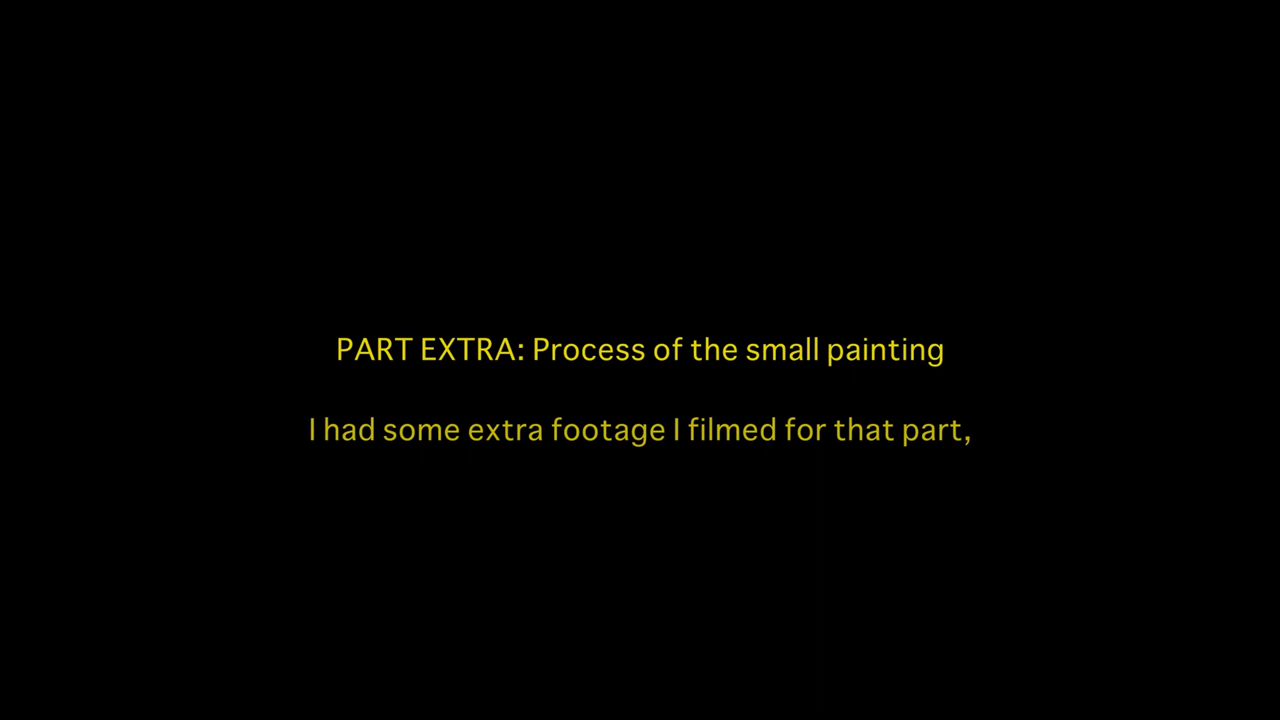 PART EXTRA: Process of the small painting
I had some extra footage I filmed for that part,